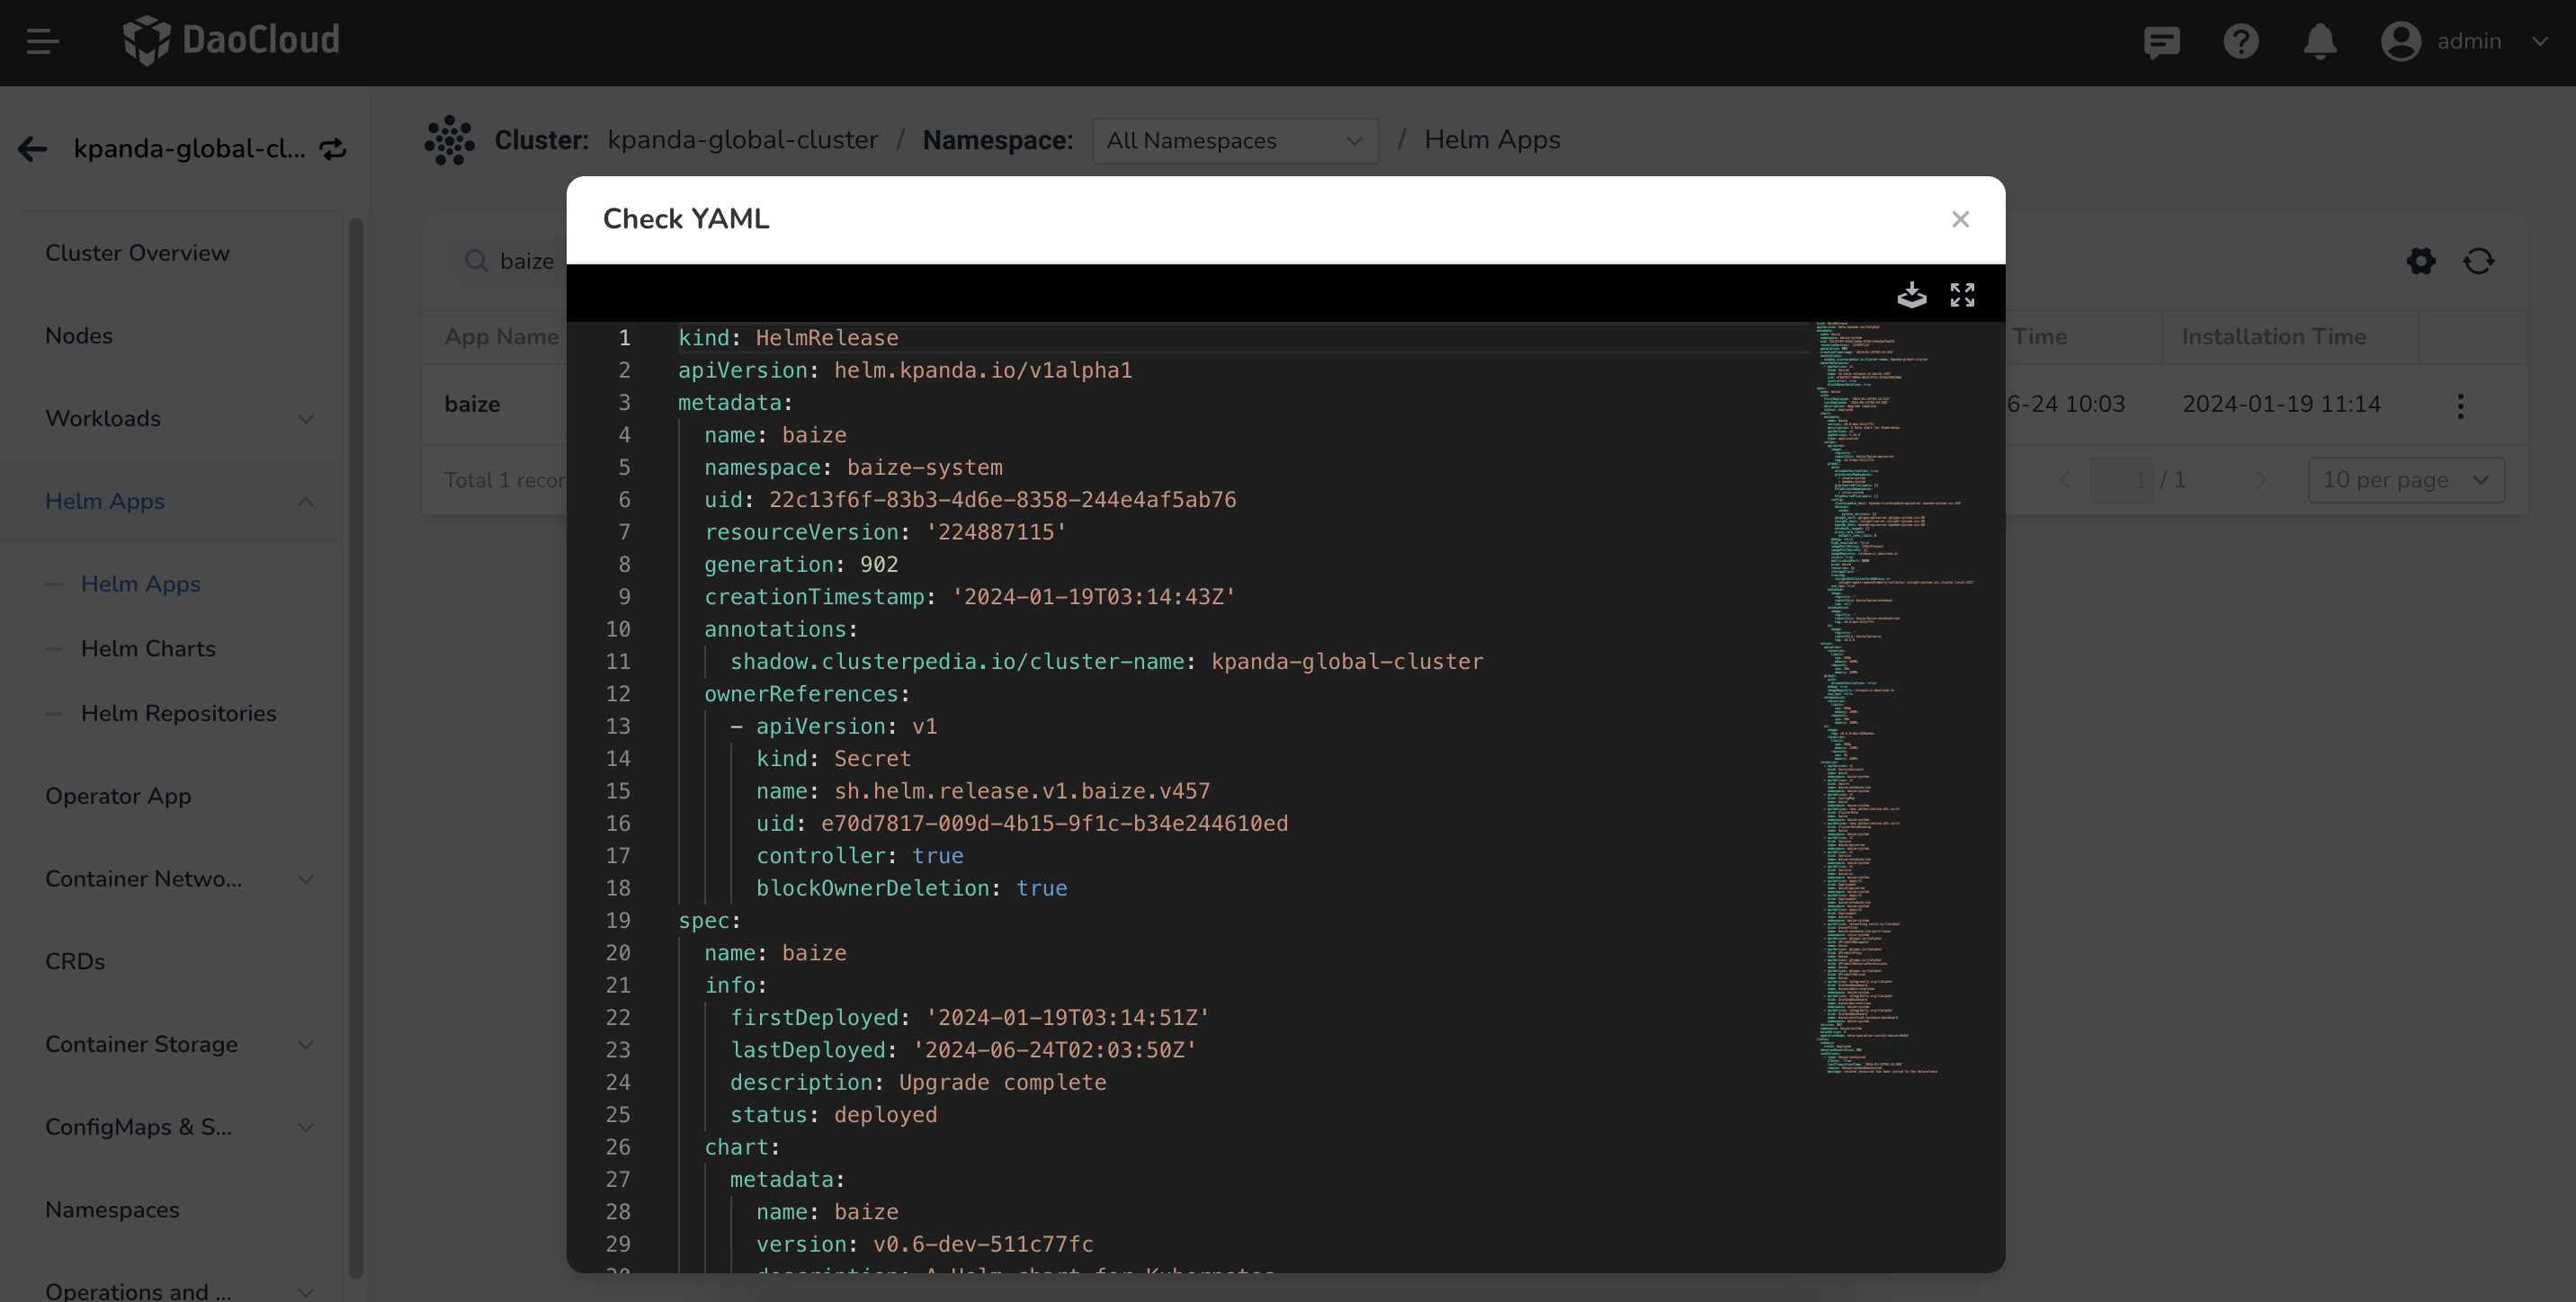 DaoCloud
admin
kpanda-global-cl...
Cluster: kpanda-global-cluster / Namespace: All Namespaces / Helm Apps
Cluster Overview
Nodes
Workloads
Helm Apps
Helm Apps
Helm Charts
Helm Repositories
Operator App
Container Netwo...
CRDs
Container Storage
ConfigMaps & S...
Namespaces
Operations and ...
baize
App Name
Time
Installation Time
baize
6-24 10:03
2024-01-19 11:14
Total 1 recor
1 / 1
10 per page
Check YAML
1 kind: HelmRelease
2 apiVersion: helm.kpanda.io/v1alpha1
3 metadata:
4 name: baize
5 namespace: baize-system
6 uid: 22c13f6f-83b3-4d6e-8358-244e4af5ab76
7 resourceVersion: '224887115'
8 generation: 902
9 creationTimestamp: '2024-01-19T03:14:43Z'
10 annotations:
11 shadow.clusterpedia.io/cluster-name: kpanda-global-cluster
12 ownerReferences:
13 - apiVersion: v1
14 kind: Secret
15 name: sh.helm.release.v1.baize.v457
16 uid: e70d7817-009d-4b15-9f1c-b34e244610ed
17 controller: true
18 blockOwnerDeletion: true
19 spec:
20 name: baize
21 info:
22 firstDeployed: '2024-01-19T03:14:51Z'
23 lastDeployed: '2024-06-24T02:03:50Z'
24 description: Upgrade complete
25 status: deployed
26 chart:
27 metadata:
28 name: baize
29 version: v0.6-dev-511c77fc
30 description: A Helm chart for Kubernetes